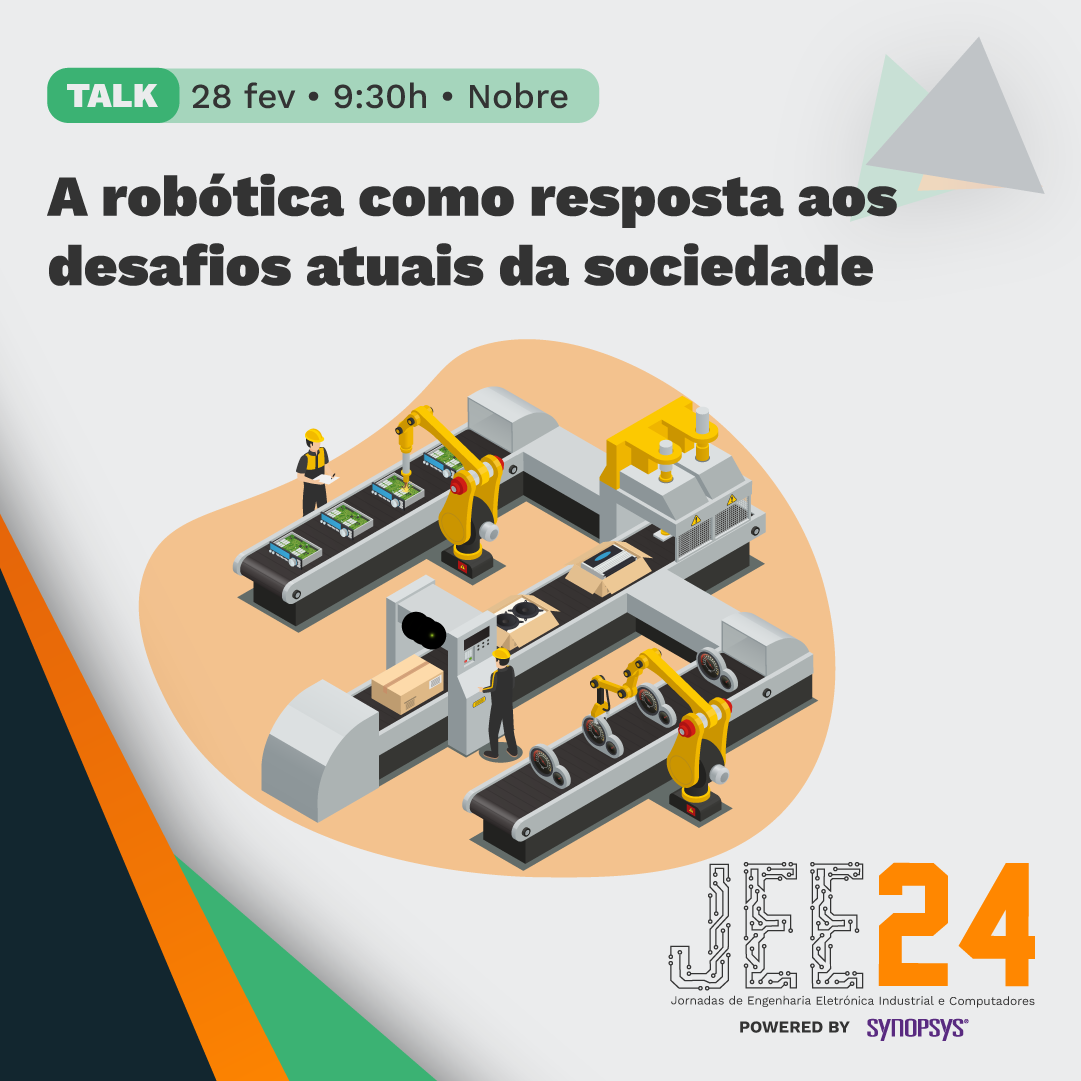 TALK 28 fev • 9:30h • Nobre
A robótica como resposta aos
desafios atuais da sociedade
JEE24
Jornadas de Engenharia Eletrónica Industrial e Computadores
POWERED BY SYNOPSYS®